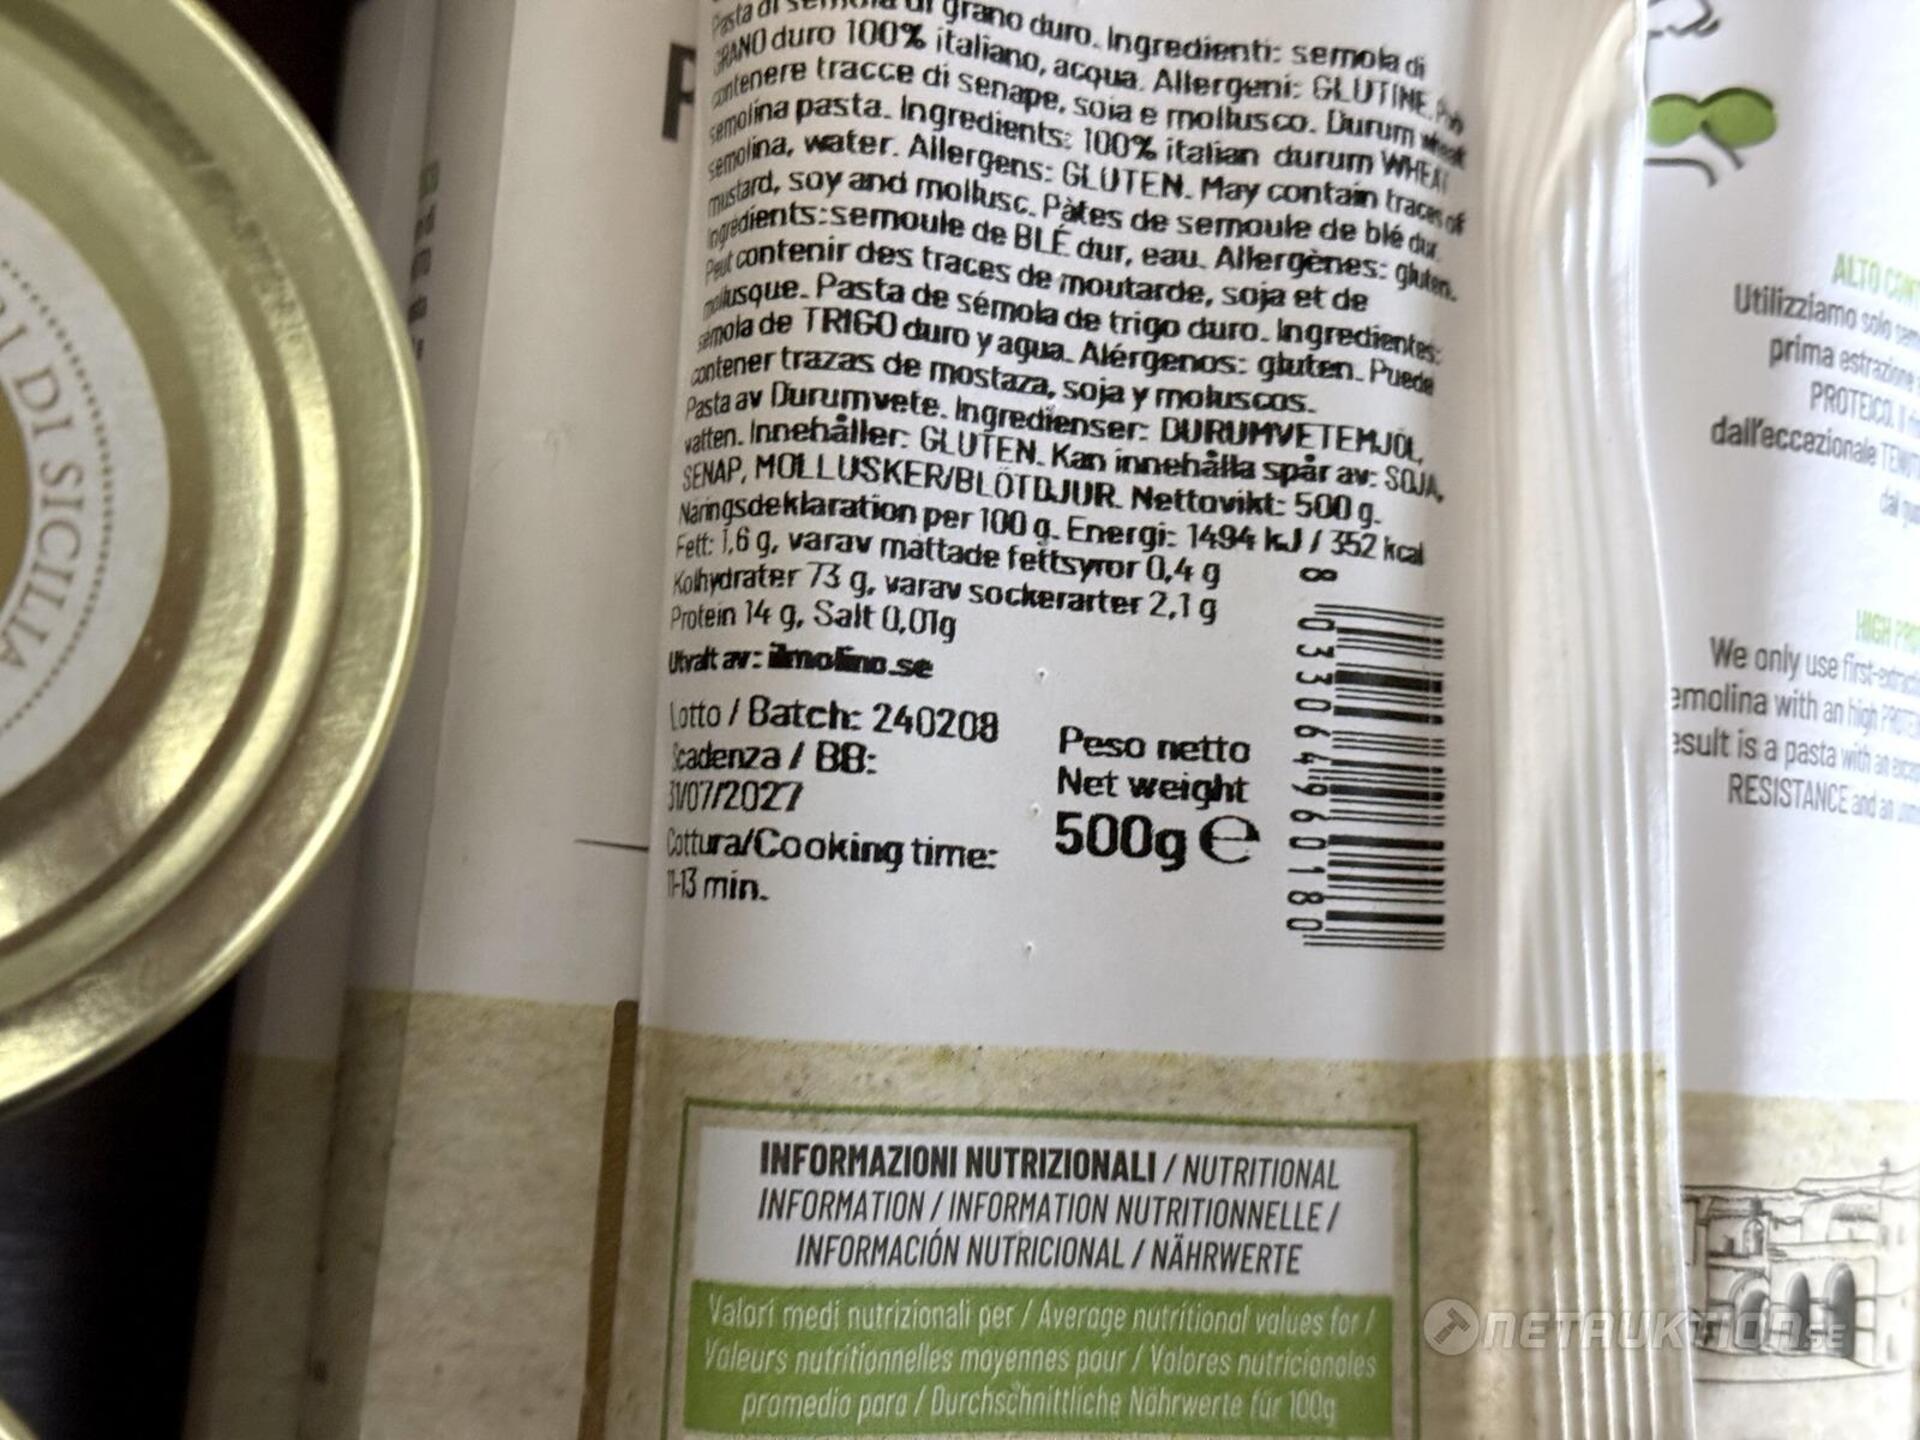 Pasta di semola di grano duro. Ingredienti: semola di
GRANO duro 100% italiano, acqua. Allergeni: GLUTINE. Può
contenere tracce di senape, soia e mollusco. Durum wheat
semolina pasta. Ingredients: 100% italian durum WHEAT
semolina, water. Allergens: GLUTEN. May contain traces of
mustard, soy and mollusc. Pâtes de semoule de blé dur.
Ingredients:semoule de BLÉ dur, eau. Allergènes: gluten.
Peut contenir des traces de moutarde, soja et de
mollusque. Pasta de sémola de trigo duro. Ingredientes:
sémola de TRIGO duro y agua. Alérgenos: gluten. Puede
contener trazas de mostaza, soja y moluscos.
Pasta av Durumvete. Ingredienser: DURUMVETEMJÖL,
vatten. Innehåller: GLUTEN. Kan innehålla spår av: SOJA,
SENAP, MOLLUSKER/BLÖTDJUR. Nettovikt: 500 g.
Näringsdeklaration per 100 g. Energi: 1494 kJ / 352 kcal
Fett: 1,6 g, varav mättade fettsyror 0,4 g
Kolhydrater 73 g, varav sockerarter 2,1 g
Protein 14 g, Salt 0,01g
Utvalt av: ilmolino.se
Lotto / Batch: 240208
Scadenza / BB:
31/07/2027
Cottura/Cooking time:
11-13 min.
Peso netto
Net weight
500g e
8 033064960180
INFORMAZIONI NUTRIZIONALI / NUTRITIONAL
INFORMATION / INFORMATION NUTRITIONNELLE /
INFORMACIÓN NUTRICIONAL / NÄHRWERTE
Valori medi nutrizionali per / Average nutritional values for /
Valeurs nutritionnelles moyennes pour / Valores nutricionales
promedio para / Durchschnittliche Nährwerte für 100g
DI SICILIA
ALTO
Utilizziamo solo
prima estrazione
PROTEICO. Il
dall'eccezionale
HIGH
We only use first-
with an high
is a pasta with an
RESISTANCE and an
NETAUKTION.SE